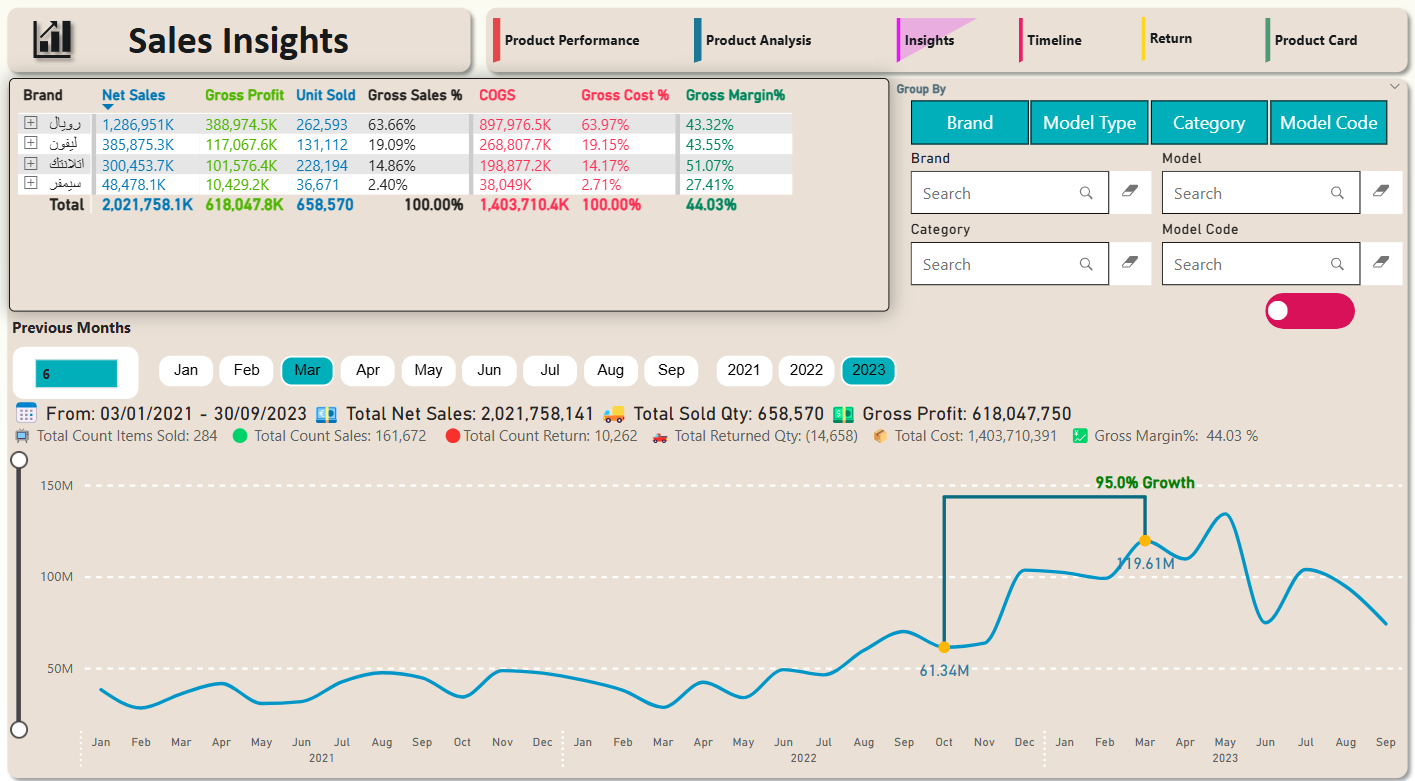 Sales Insights
Product Performance
Product Analysis
Insights
Timeline
Return
Product Card
Brand Net Sales Gross Profit Unit Sold Gross Sales % COGS Gross Cost % Gross Margin%
رويال 1,286,951K 388,974.5K 262,593 63.66% 897,976.5K 63.97% 43.32%
ليفون 385,875.3K 117,067.6K 131,112 19.09% 268,807.7K 19.15% 43.55%
اتلانتك 300,453.7K 101,576.4K 228,194 14.86% 198,877.2K 14.17% 51.07%
سيمفر 48,478.1K 10,429.2K 36,671 2.40% 38,049K 2.71% 27.41%
Total 2,021,758.1K 618,047.8K 658,570 100.00% 1,403,710.4K 100.00% 44.03%
Group By
Brand Model Type Category Model Code
Brand Model
Search Search
Category Model Code
Search Search
Previous Months
6
Jan Feb Mar Apr May Jun Jul Aug Sep 2021 2022 2023
From: 03/01/2021 - 30/09/2023 Total Net Sales: 2,021,758,141 Total Sold Qty: 658,570 Gross Profit: 618,047,750
Total Count Items Sold: 284 Total Count Sales: 161,672 Total Count Return: 10,262 Total Returned Qty: (14,658) Total Cost: 1,403,710,391 Gross Margin%: 44.03 %
95.0% Growth
150M
119.61M
100M
61.34M
50M
Jan Feb Mar Apr May Jun Jul Aug Sep Oct Nov Dec Jan Feb Mar Apr May Jun Jul Aug Sep Oct Nov Dec Jan Feb Mar Apr May Jun Jul Aug Sep
2021 2022 2023